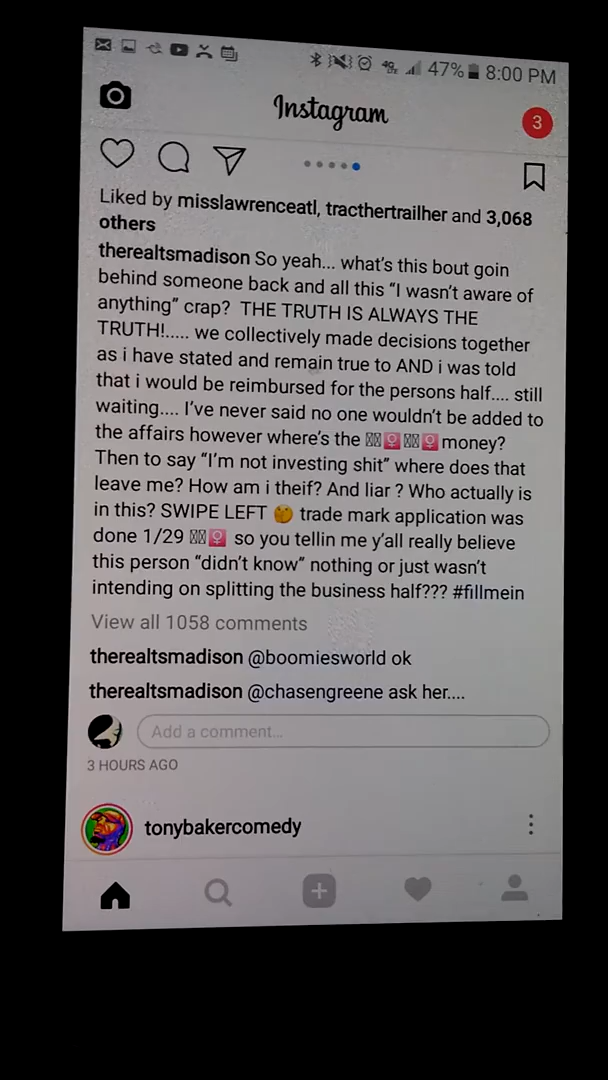 47% 8:00 PM
Instagram
3
Liked by misslawrenceatl, tracthertrailher and 3,068
others
therealtsmadison So yeah... what's this bout goin
behind someone back and all this "I wasn't aware of
anything" crap? THE TRUTH IS ALWAYS THE
TRUTH!..... we collectively made decisions together
as i have stated and remain true to AND i was told
that i would be reimbursed for the persons half.... still
waiting.... I've never said no one wouldn't be added to
the affairs however where's the money?
Then to say "I'm not investing shit" where does that
leave me? How am i theif? And liar ? Who actually is
in this? SWIPE LEFT 🤔 trade mark application was
done 1/29 so you tellin me y'all really believe
this person "didn't know" nothing or just wasn't
intending on splitting the business half??? #fillmein
View all 1058 comments
therealtsmadison @boomiesworld ok
therealtsmadison @chasengreene ask her....
Add a comment...
3 HOURS AGO
tonybakercomedy